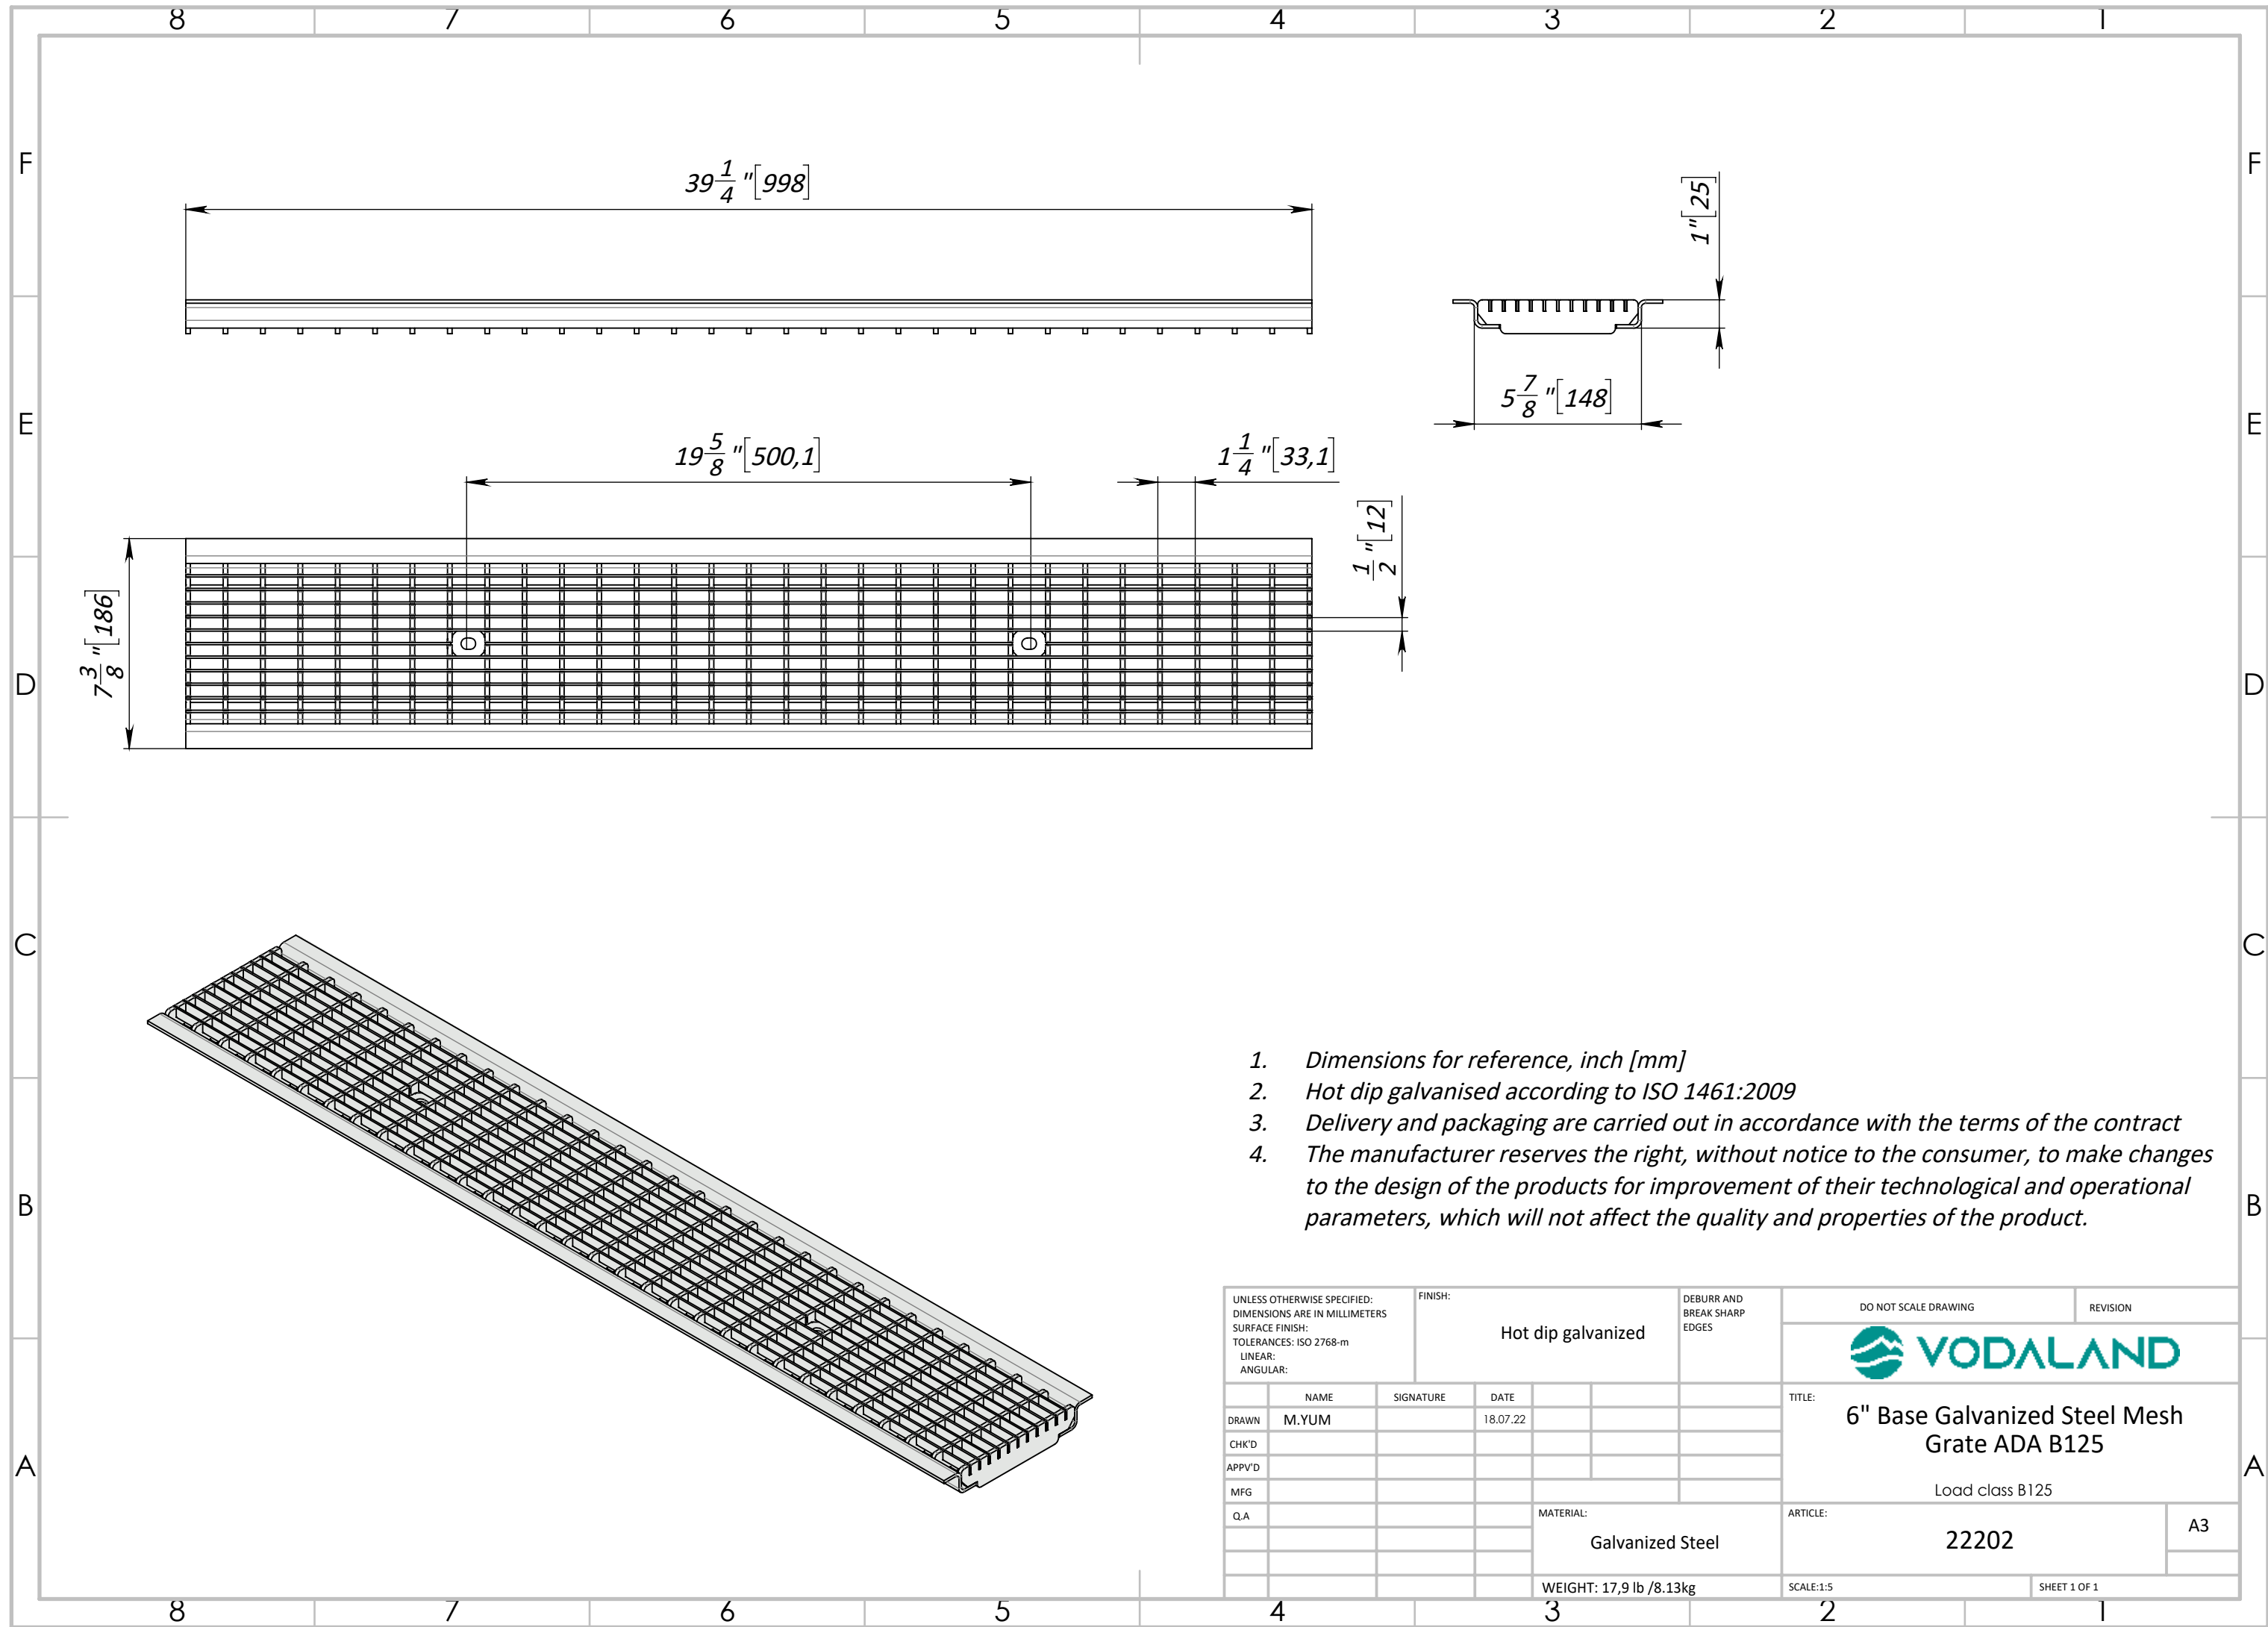 8 7 6 5 4 3 2 1
F F
39 1/4 "[998]
1"[25]
5 7/8 "[148]
E E
19 5/8 "[500,1]
1 1/4 "[33,1]
1/2 "[12]
7 3/8 "[186]
D D
C C
1. Dimensions for reference, inch [mm]
2. Hot dip galvanised according to ISO 1461:2009
3. Delivery and packaging are carried out in accordance with the terms of the contract
4. The manufacturer reserves the right, without notice to the consumer, to make changes
to the design of the products for improvement of their technological and operational
parameters, which will not affect the quality and properties of the product.
B B
UNLESS OTHERWISE SPECIFIED:
DIMENSIONS ARE IN MILLIMETERS
SURFACE FINISH:
TOLERANCES: ISO 2768-m
LINEAR:
ANGULAR:
FINISH:
Hot dip galvanized
DEBURR AND
BREAK SHARP
EDGES
DO NOT SCALE DRAWING
REVISION
VODALAND
NAME SIGNATURE DATE
DRAWN M.YUM 18.07.22
CHK'D
APPV'D
MFG
Q.A
TITLE:
6" Base Galvanized Steel Mesh
Grate ADA B125
Load class B125
A A
MATERIAL:
Galvanized Steel
ARTICLE:
22202
A3
WEIGHT: 17,9 lb /8.13kg
SCALE:1:5
SHEET 1 OF 1
8 7 6 5 4 3 2 1